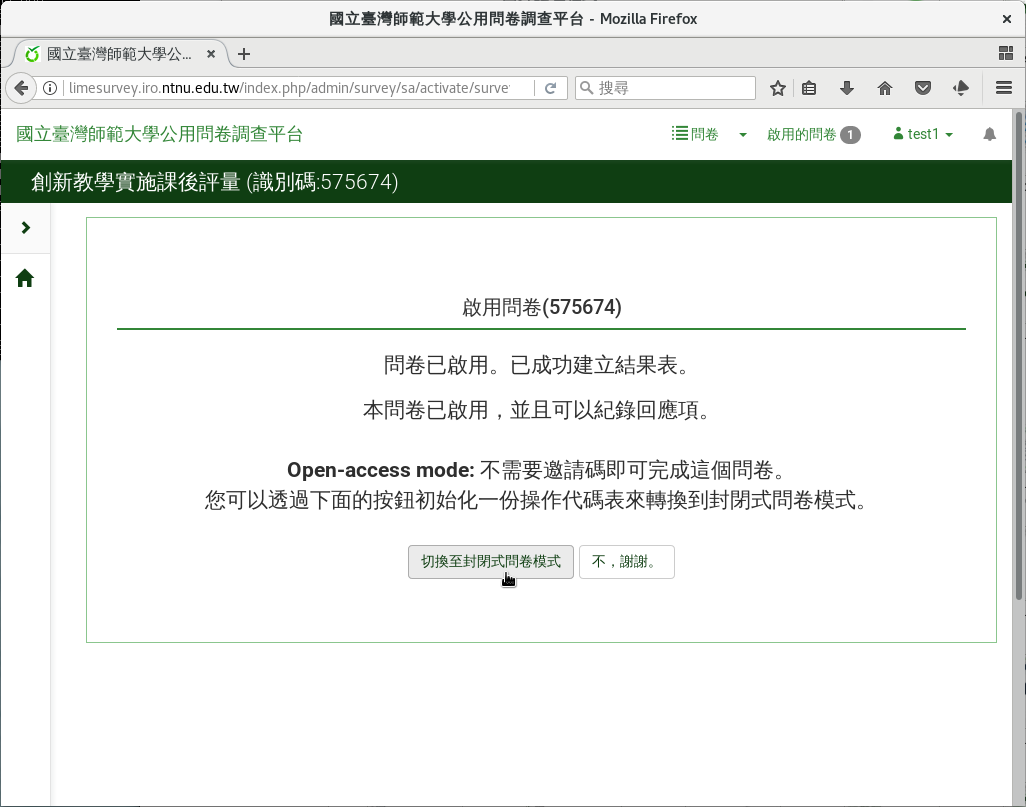 國立臺灣師範大學公用問卷調查平台 - Mozilla Firefox
國立臺灣師範大學公...
limesurvey.iro.ntnu.edu.tw/index.php/admin/survey/sa/activate/surve
搜尋
國立臺灣師範大學公用問卷調查平台
問卷
啟用的問卷 1
test1
創新教學實施課後評量 (識別碼:575674)
啟用問卷(575674)
問卷已啟用。已成功建立結果表。
本問卷已啟用，並且可以紀錄回應項。
Open-access mode: 不需要邀請碼即可完成這個問卷。
您可以透過下面的按鈕初始化一份操作代碼表來轉換到封閉式問卷模式。
切換至封閉式問卷模式
不，謝謝。